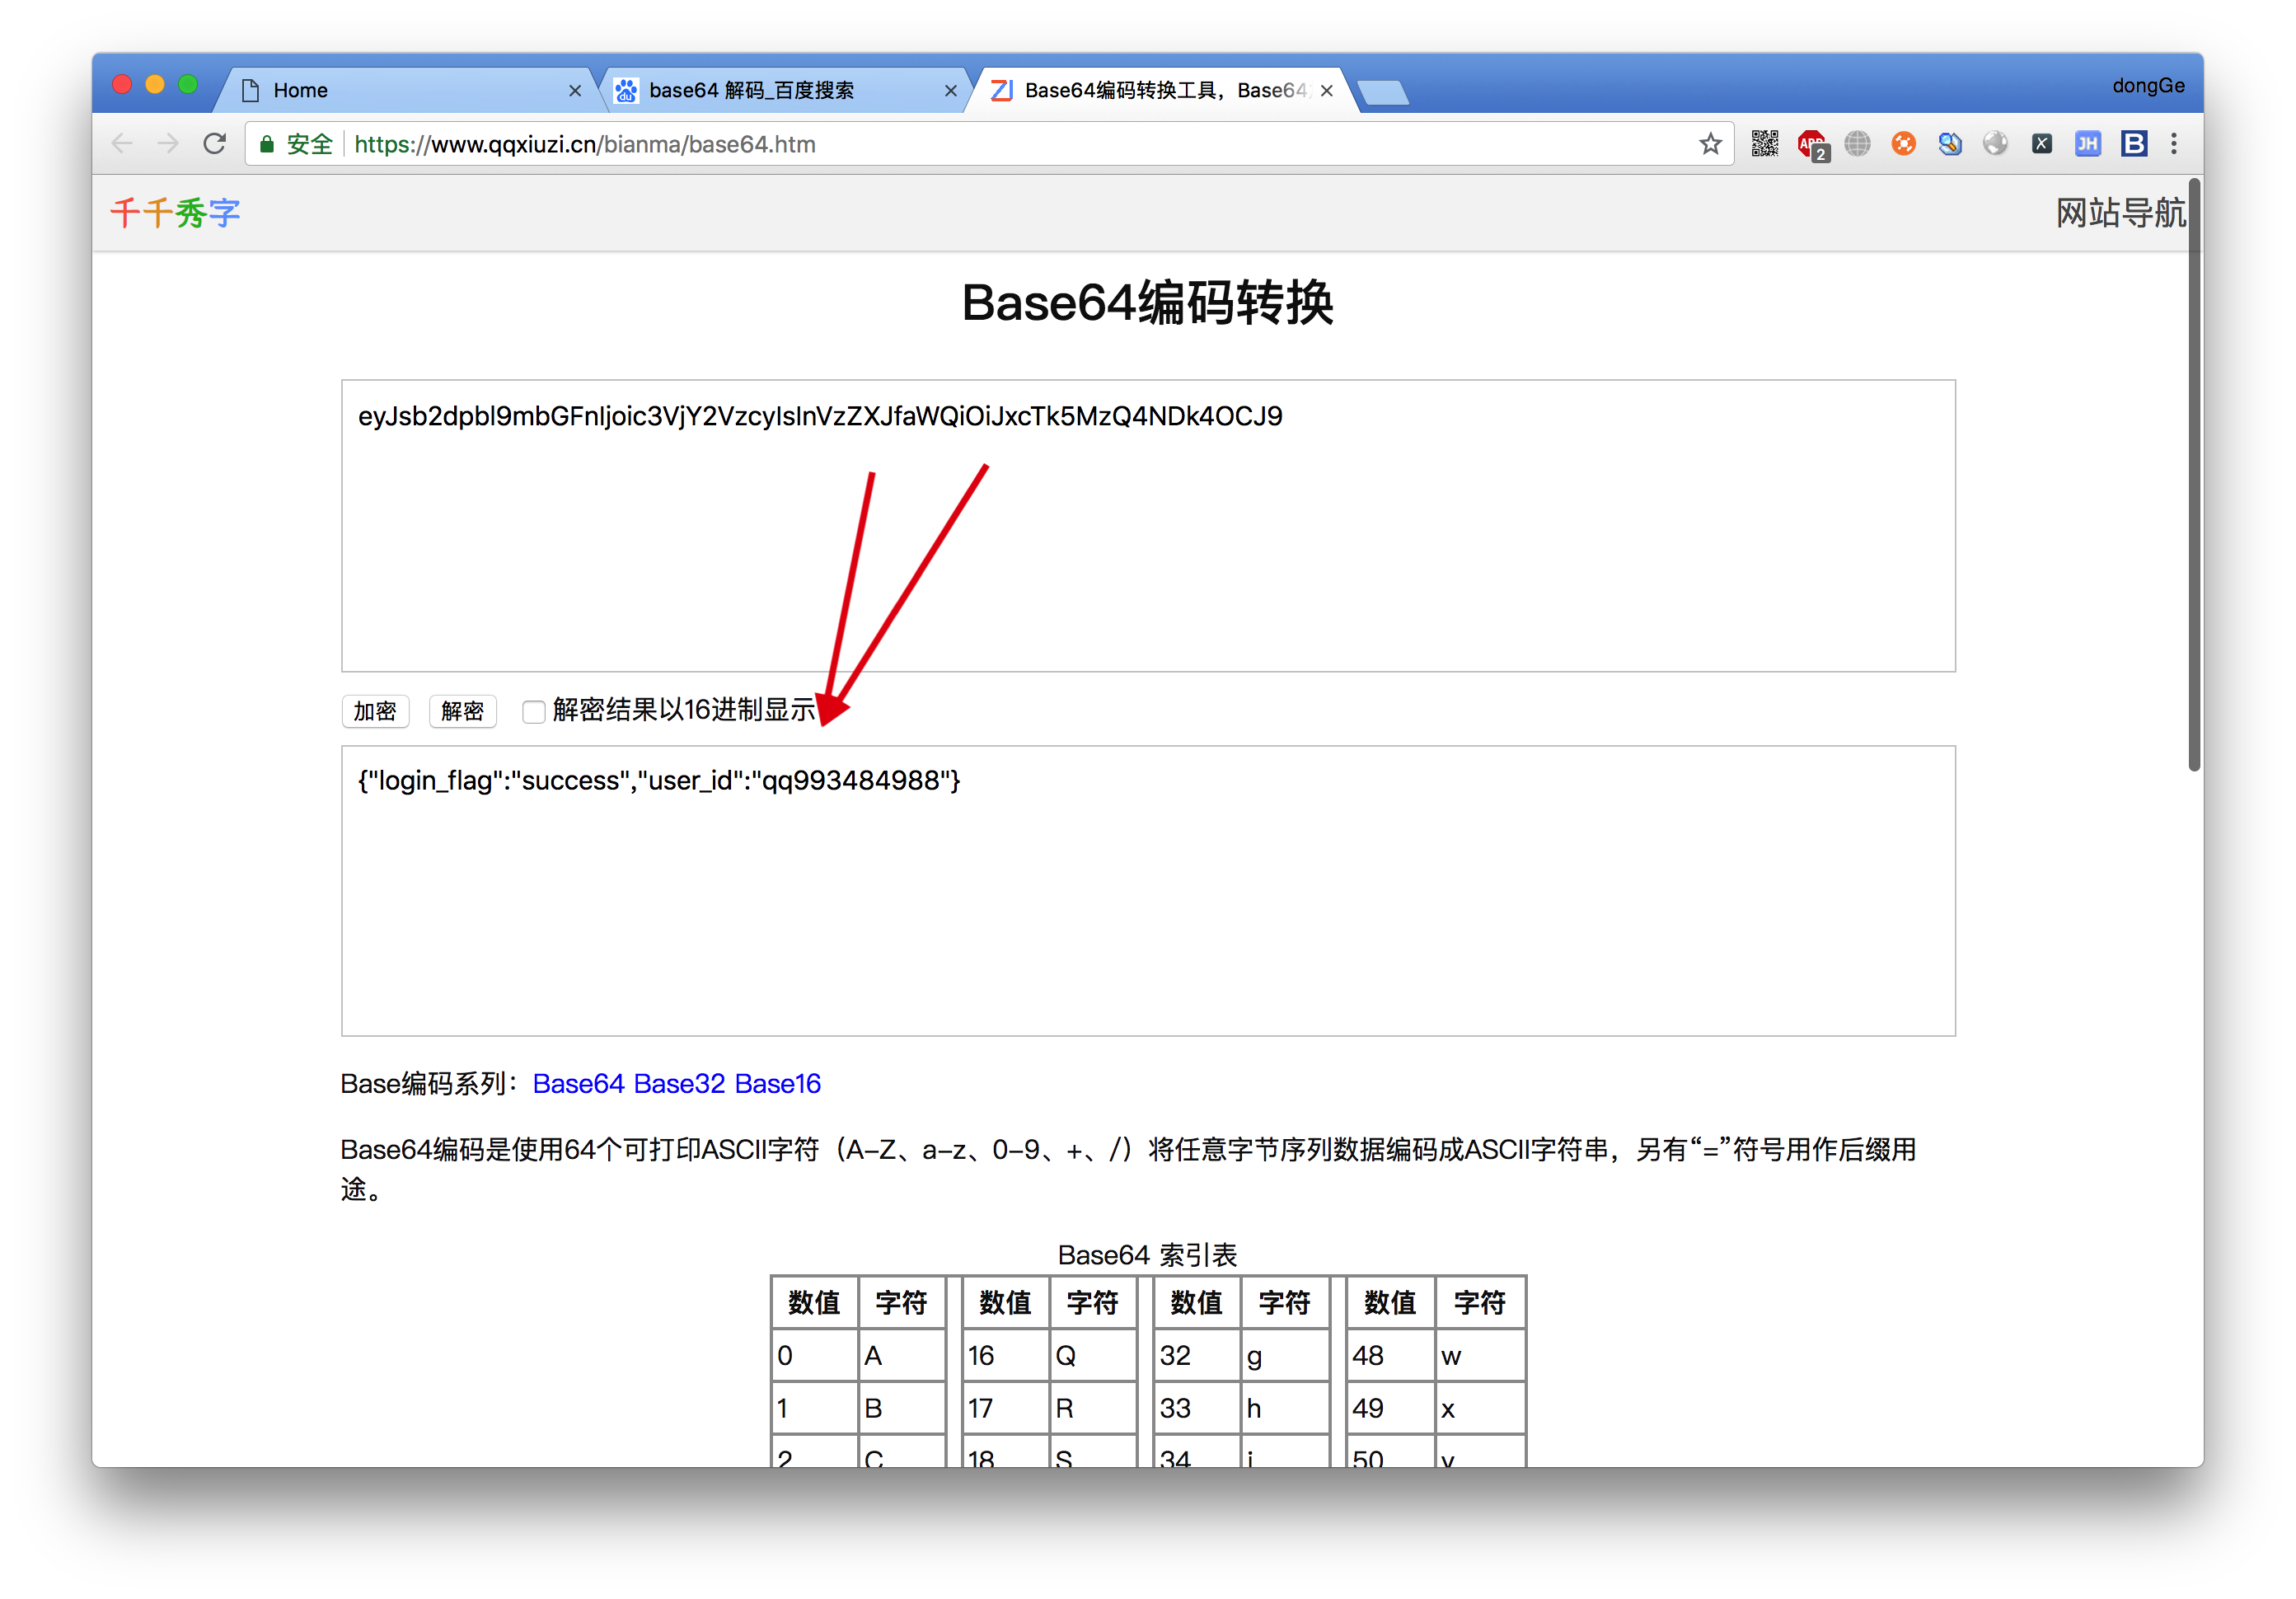 Home
base64 解码_百度搜索
Base64编码转换工具，Base64
dongGe
安全 https://www.qqxiuzi.cn/bianma/base64.htm
ABP 2
JH
B
千千秀字
网站导航
Base64编码转换
eyJsb2dpbl9mbGFnIjoic3VjY2VzcyIsInVzZXJfaWQiOiJxcTk5MzQ4NDk4OCJ9
加密 解密 解密结果以16进制显示
{"login_flag":"success","user_id":"qq993484988"}
Base编码系列：Base64 Base32 Base16
Base64编码是使用64个可打印ASCII字符（A-Z、a-z、0-9、+、/）将任意字节序列数据编码成ASCII字符串，另有“=”符号用作后缀用
途。
Base64 索引表
数值 字符 数值 字符 数值 字符 数值 字符
0 A 16 Q 32 g 48 w
1 B 17 R 33 h 49 x
2 C 18 S 34 i 50 y